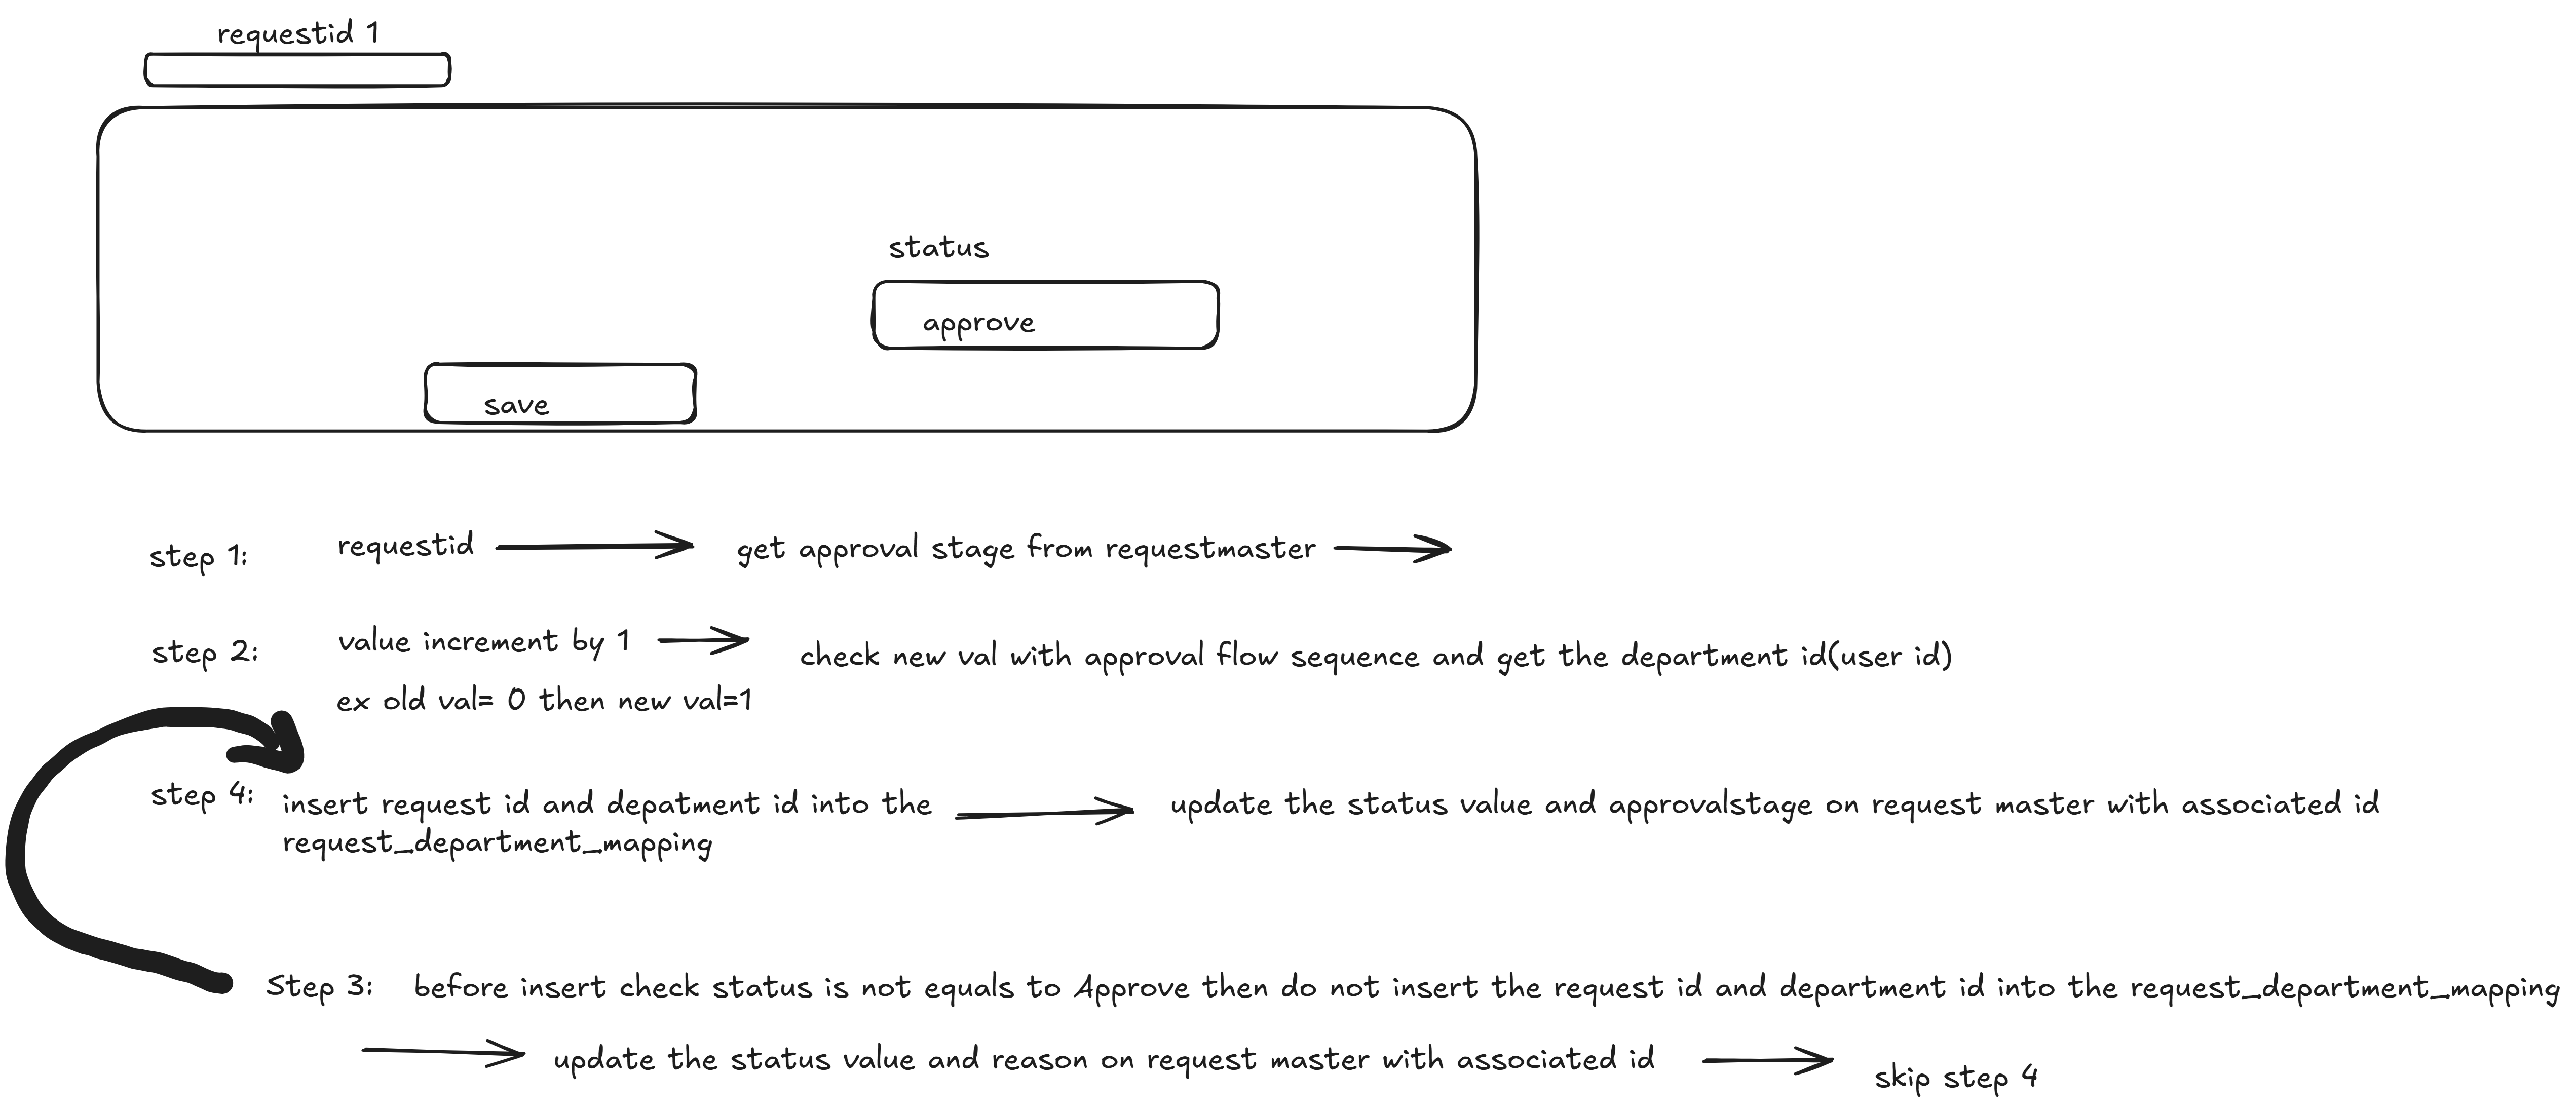 requestid 1
status
approve
save
step 1: requestid get approval stage from requestmaster
step 2: value increment by 1 check new val with approval flow sequence and get the department id(user id)
ex old val= 0 then new val=1
step 4: insert request id and depatment id into the update the status value and approvalstage on request master with associated id
request_department_mapping
Step 3: before insert check status is not equals to Approve then do not insert the request id and department id into the request_department_mapping
update the status value and reason on request master with associated id skip step 4